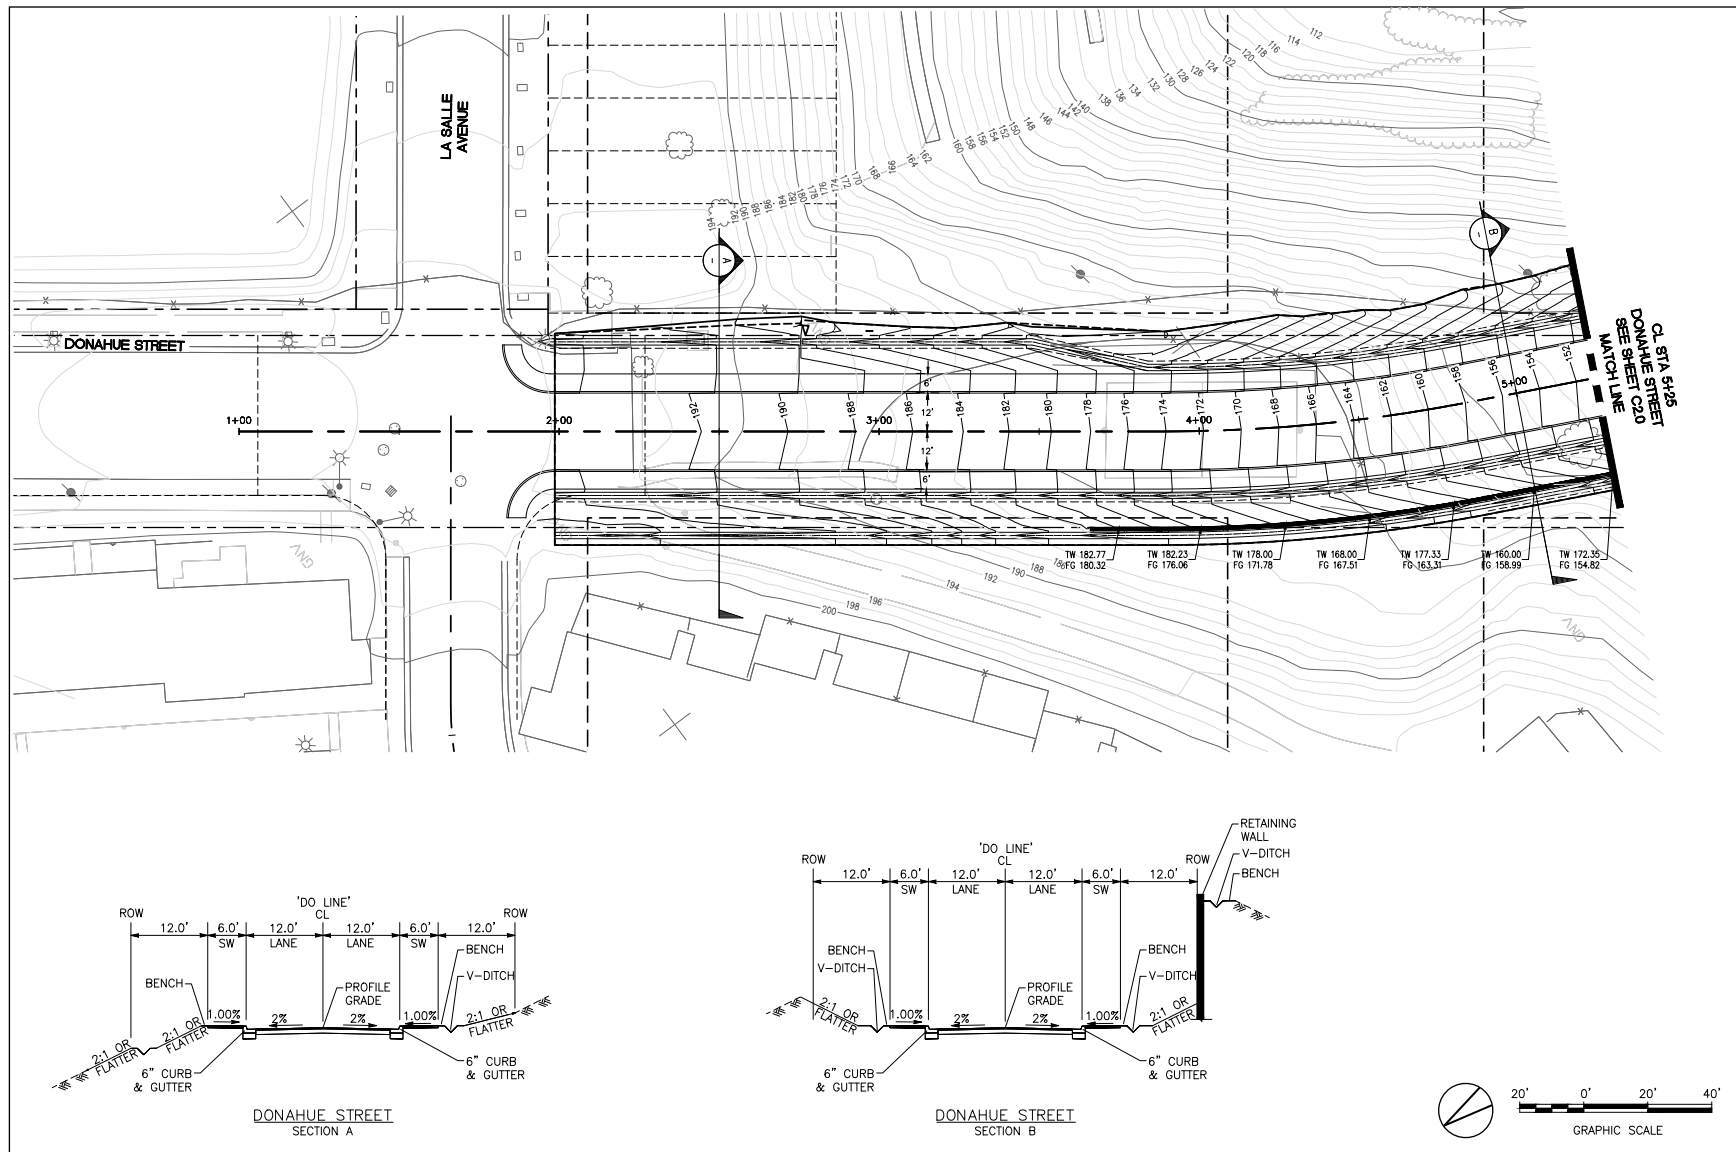 LA SALLE
AVENUE
DONAHUE STREET
112
114
116
118
120
122
124
126
128
130
132
134
136
138
140
142
144
146
148
150
152
154
156
158
160
162
164
166
168
170
172
174
176
178
180
182
184
186
188
190
192
194
A
-
B
-
CL STA 5+25
DONAHUE STREET
SEE SHEET C2.0
MATCH LINE
1+00
2+00
3+00
4+00
5+00
192
190
188
186
184
182
180
178
176
174
172
170
168
166
164
162
160
158
156
154
152
6'
12'
12'
6'
TW 182.77
FG 180.32
TW 182.23
FG 176.06
TW 178.00
FG 171.78
TW 168.00
FG 167.51
TW 177.33
FG 163.31
TW 160.00
FG 158.99
TW 172.35
FG 154.82
186
188
190
192
194
196
198
200
ROW
'DO LINE'
CL
ROW
12.0'
6.0'
SW
12.0'
LANE
12.0'
LANE
6.0'
SW
12.0'
BENCH
BENCH
V-DITCH
PROFILE
GRADE
1.00%
2%
2%
1.00%
2:1 OR
FLATTER
2:1 OR
FLATTER
2:1 OR
FLATTER
6" CURB
& GUTTER
6" CURB
& GUTTER
DONAHUE STREET
SECTION A
ROW
'DO LINE'
CL
ROW
12.0'
6.0'
SW
12.0'
LANE
12.0'
LANE
6.0'
SW
12.0'
RETAINING
WALL
V-DITCH
BENCH
BENCH
V-DITCH
BENCH
V-DITCH
PROFILE
GRADE
2:1 OR
FLATTER
1.00%
2%
2%
1.00%
2:1 OR
FLATTER
6" CURB
& GUTTER
6" CURB
& GUTTER
DONAHUE STREET
SECTION B
20'
0'
20'
40'
GRAPHIC SCALE